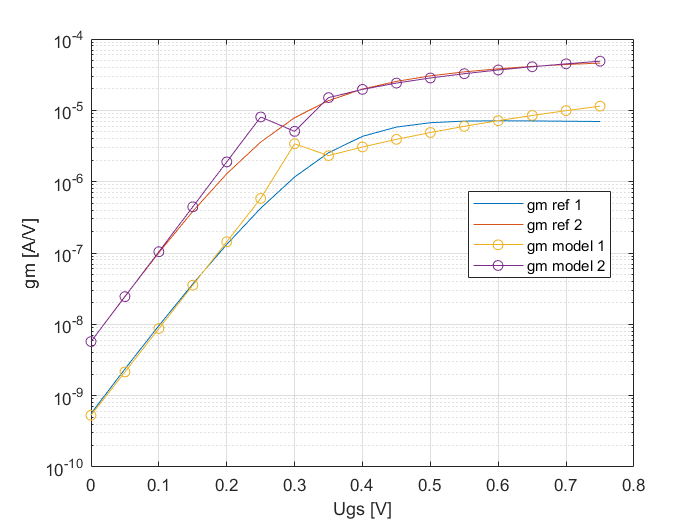 10-4
10-5
10-6
10-7
10-8
10-9
10-10
gm [A/V]
gm ref 1
gm ref 2
gm model 1
gm model 2
0 0.1 0.2 0.3 0.4 0.5 0.6 0.7 0.8
Ugs [V]